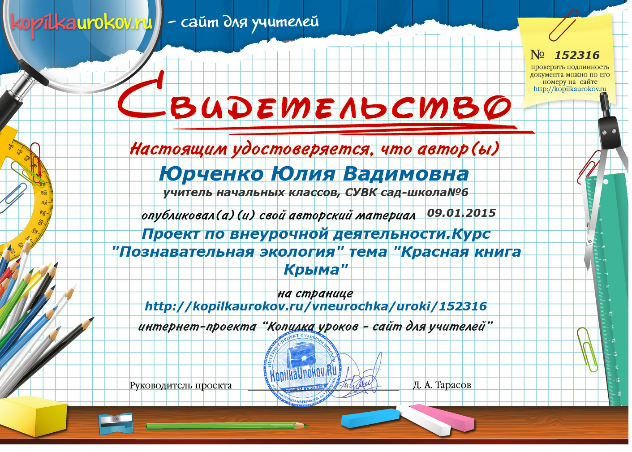 kopilkaurokov.ru - сайт для учителей
№ 152316
проверить подлинность
документа можно по его
номеру на сайте
http://kopilkaurokov.ru
Свидетельство
Настоящим удостоверяется, что автор(ы)
Юрченко Юлия Вадимовна
учитель начальных классов, СУВК сад-школа№6
опубликовал(а)(и) свой авторский материал 09.01.2015
Проект по внеурочной деятельности.Курс
"Познавательная экология" тема "Красная книга
Крыма"
на странице
http://kopilkaurokov.ru/vneurochka/uroki/152316
интернет-проекта "Копилка уроков - сайт для учителей"
KopilkaUrokov.Ru
Руководитель проекта Д. А. Тарасов